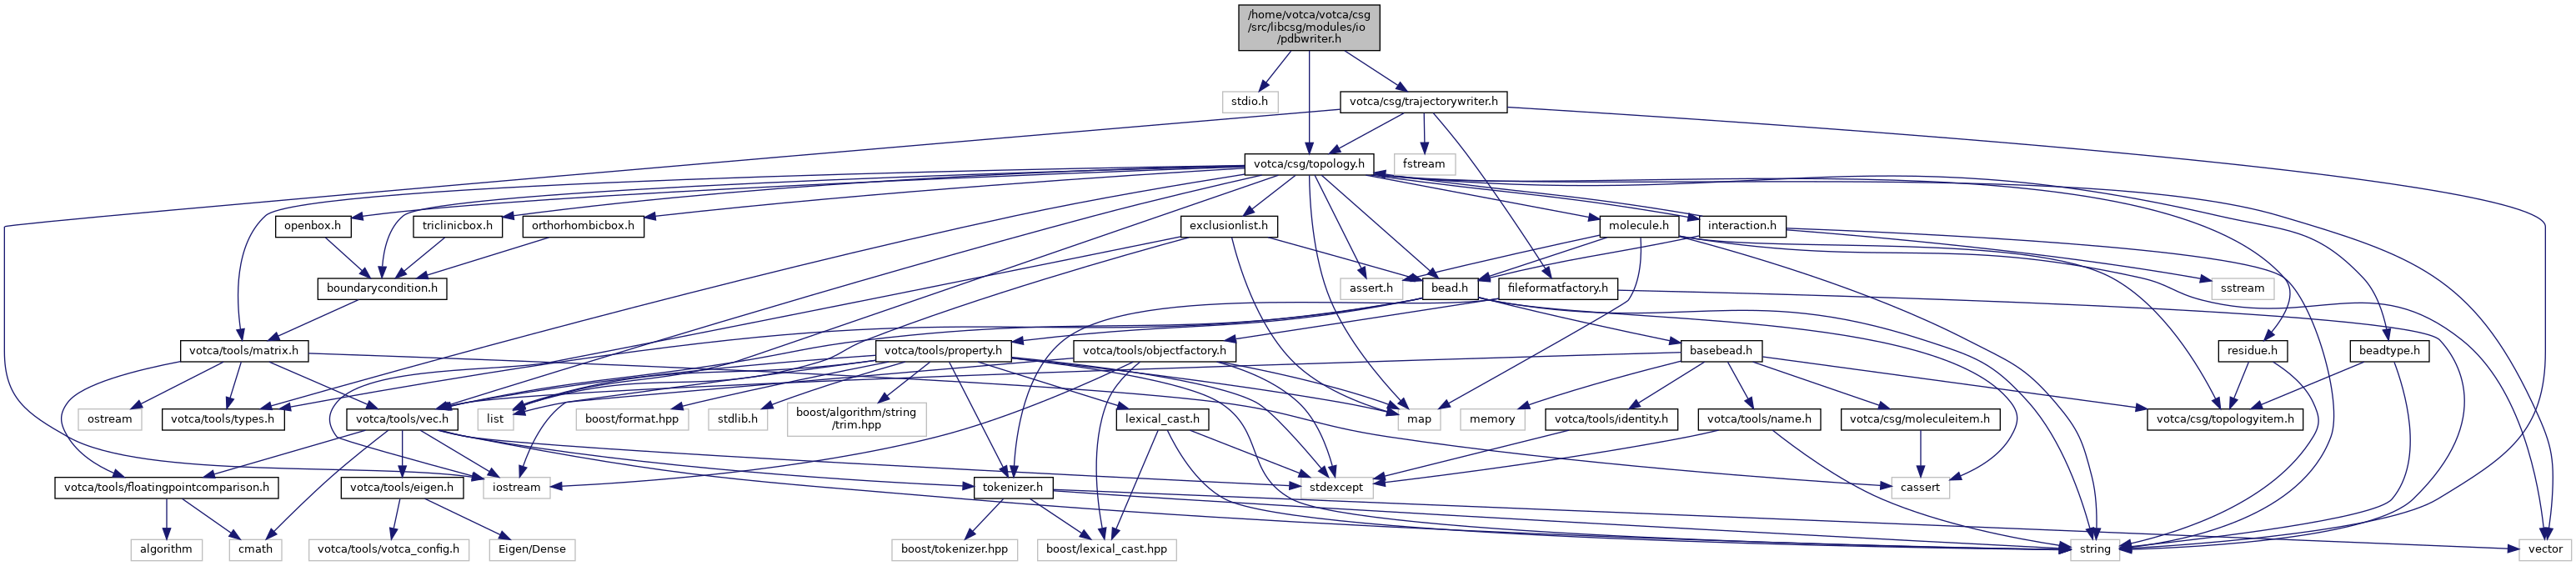 /home/votca/votca/csg
/src/libcsg/modules/io
/pdbwriter.h
stdio.h
votca/csg/trajectorywriter.h
votca/csg/topology.h
fstream
openbox.h
triclinicbox.h
orthorhombicbox.h
exclusionlist.h
molecule.h
interaction.h
boundarycondition.h
assert.h
bead.h
fileformatfactory.h
sstream
votca/tools/matrix.h
votca/tools/property.h
votca/tools/objectfactory.h
basebead.h
residue.h
beadtype.h
ostream
votca/tools/types.h
votca/tools/vec.h
list
boost/format.hpp
stdlib.h
boost/algorithm/string
/trim.hpp
lexical_cast.h
map
memory
votca/tools/identity.h
votca/tools/name.h
votca/csg/moleculeitem.h
votca/csg/topologyitem.h
votca/tools/floatingpointcomparison.h
votca/tools/eigen.h
iostream
tokenizer.h
stdexcept
cassert
algorithm
cmath
votca/tools/votca_config.h
Eigen/Dense
boost/tokenizer.hpp
boost/lexical_cast.hpp
string
vector